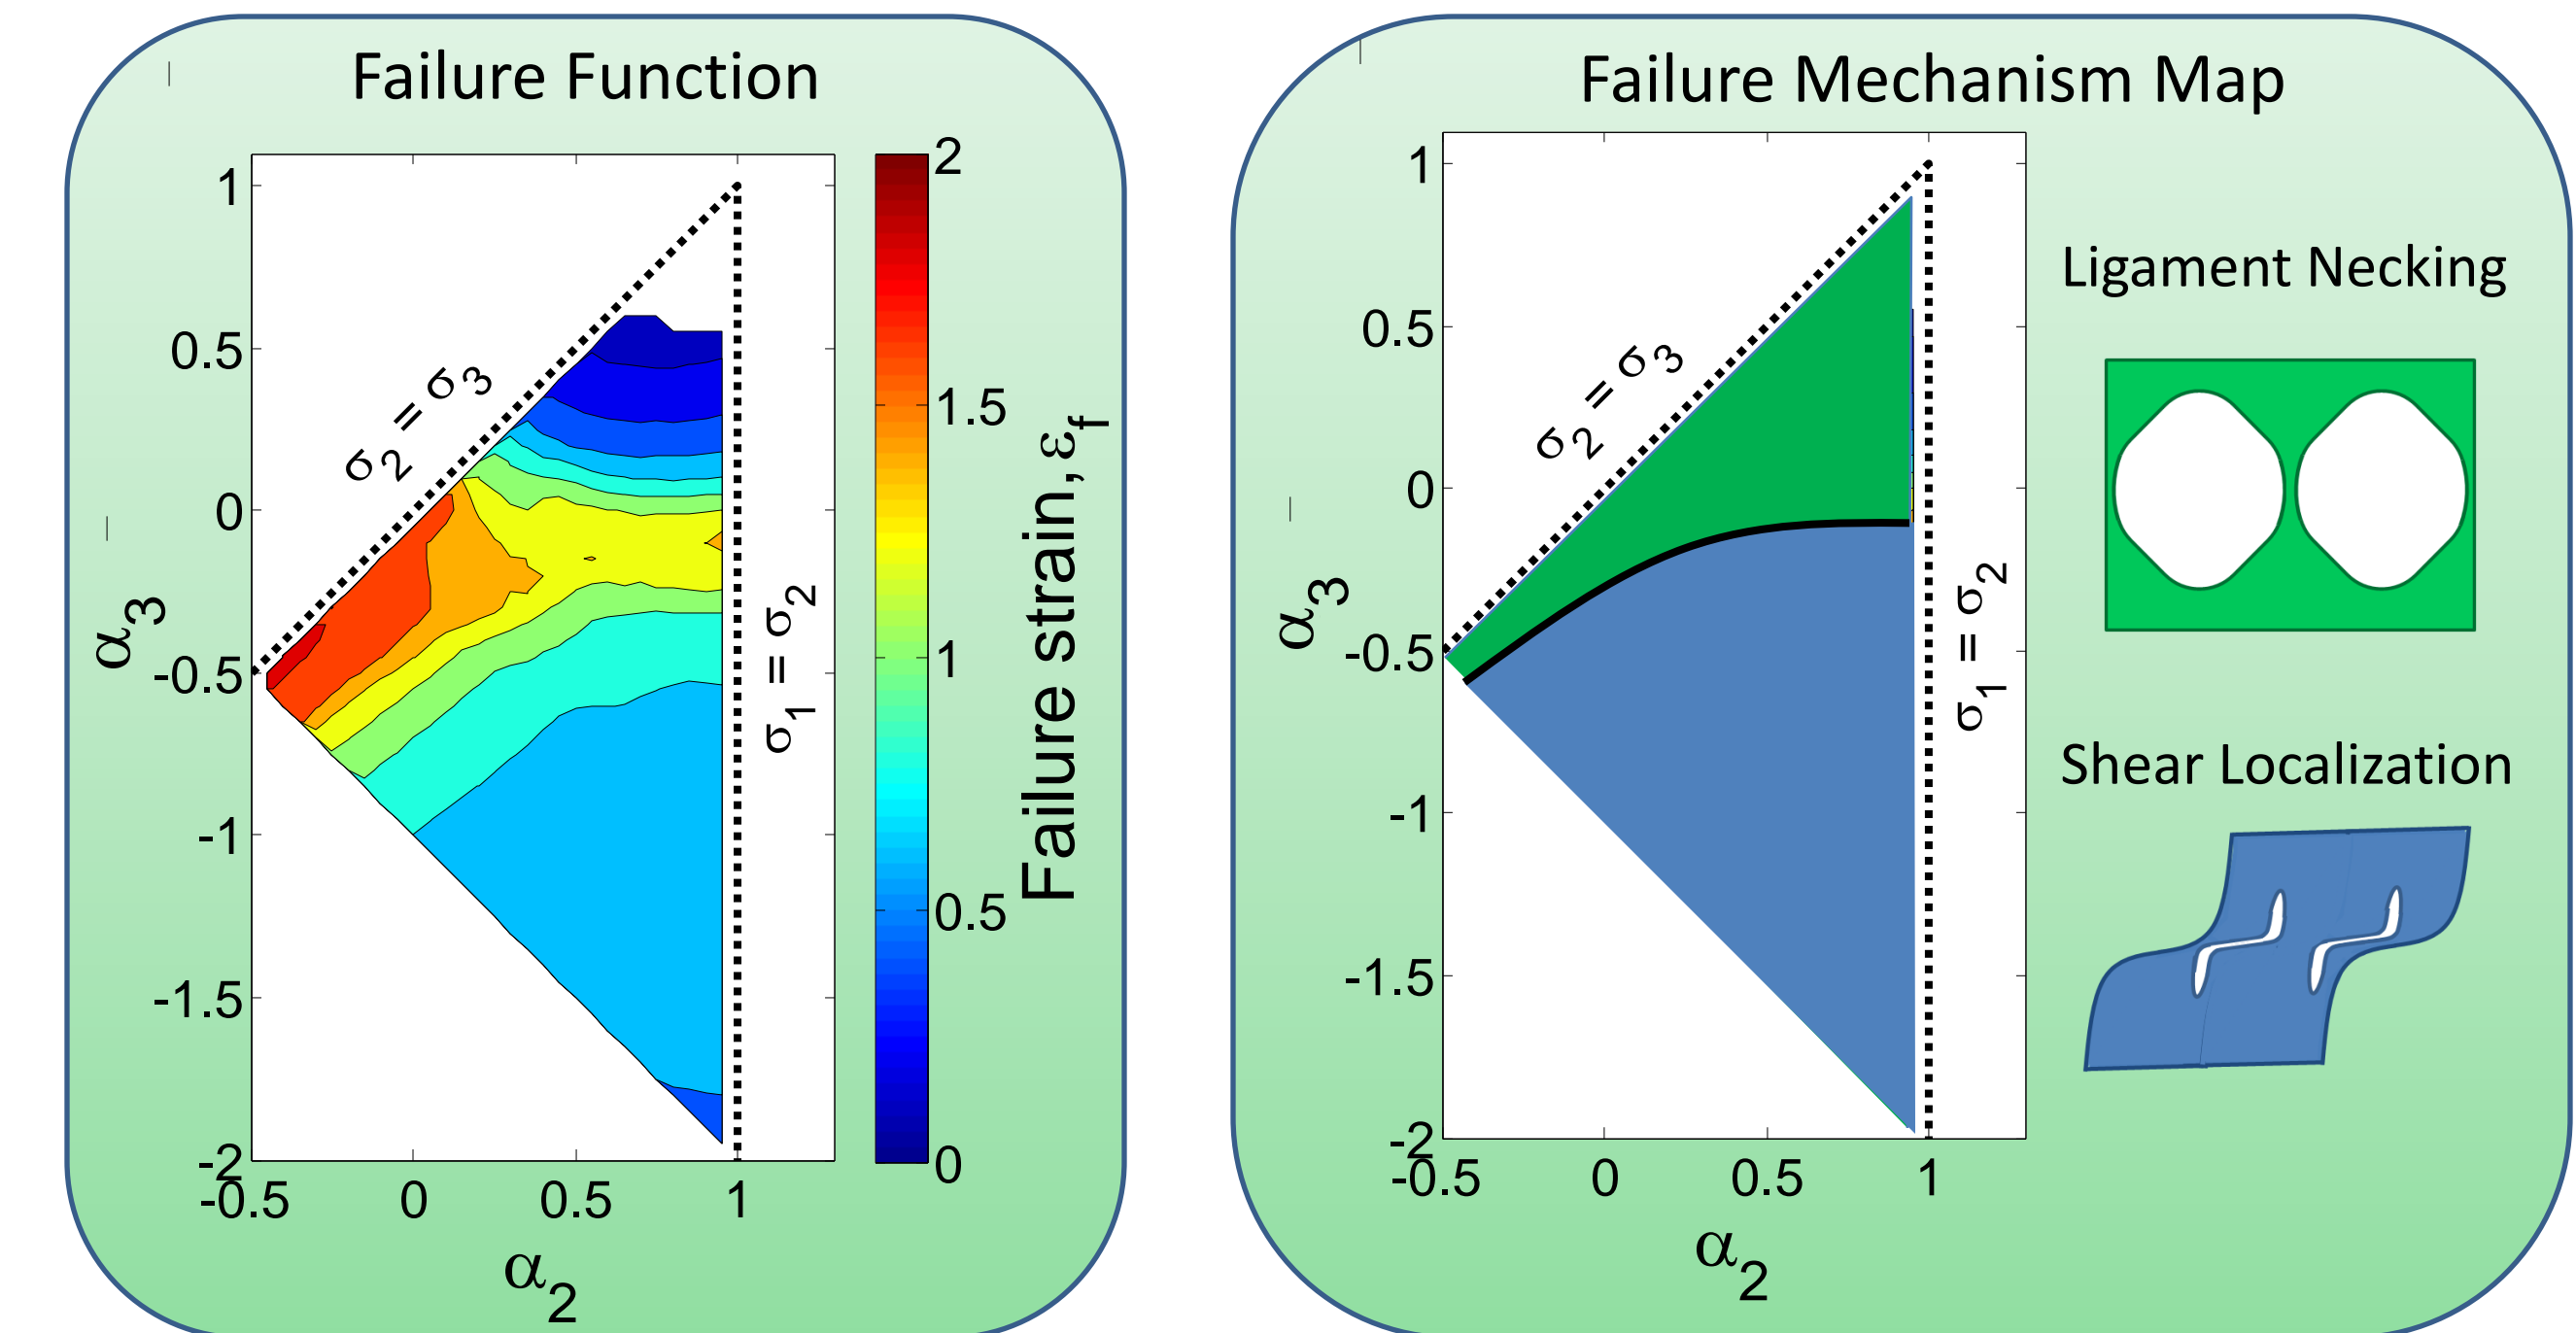 Failure Function
1
0.5
0
-0.5
-1
-1.5
-2
-0.5
0
0.5
1
α3
α2
σ2 = σ3
σ1 = σ2
2
1.5
1
0.5
0
Failure strain, εf
Failure Mechanism Map
1
0.5
0
-0.5
-1
-1.5
-2
-0.5
0
0.5
1
α3
α2
σ2 = σ3
σ1 = σ2
Ligament Necking
Shear Localization